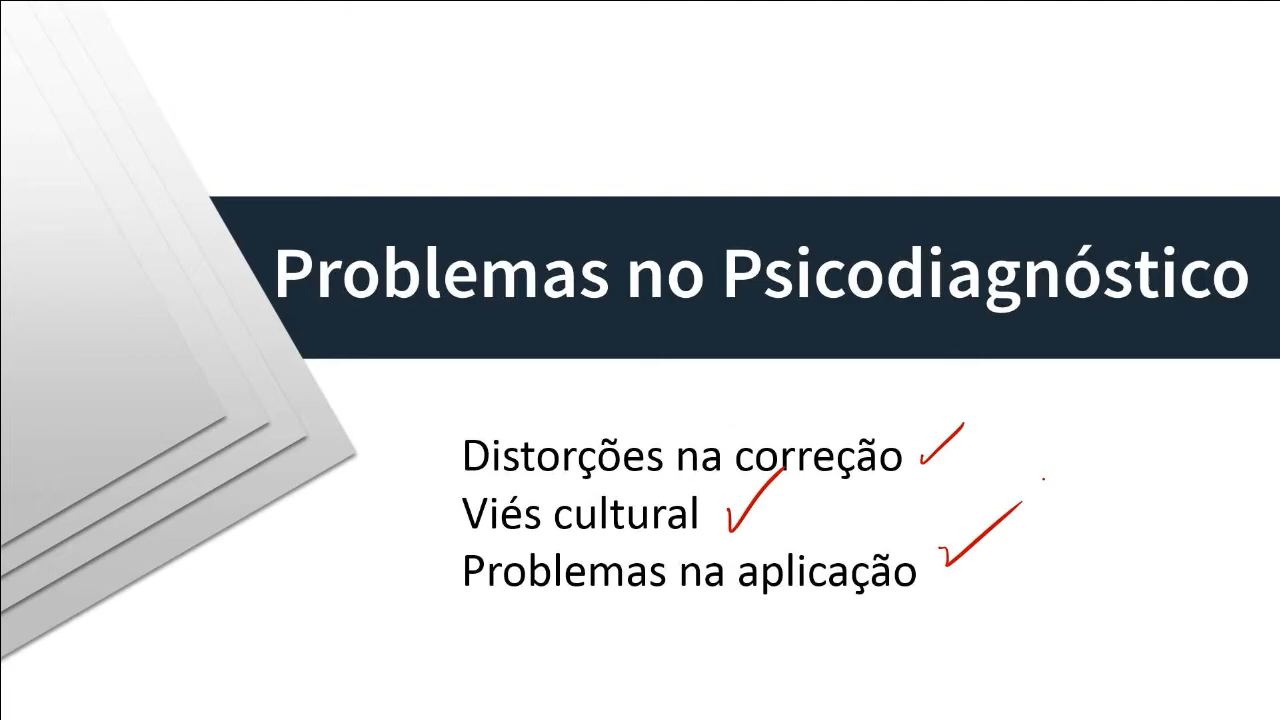 Problemas no Psicodiagnóstico
Distorções na correção
Viés cultural
Problemas na aplicação